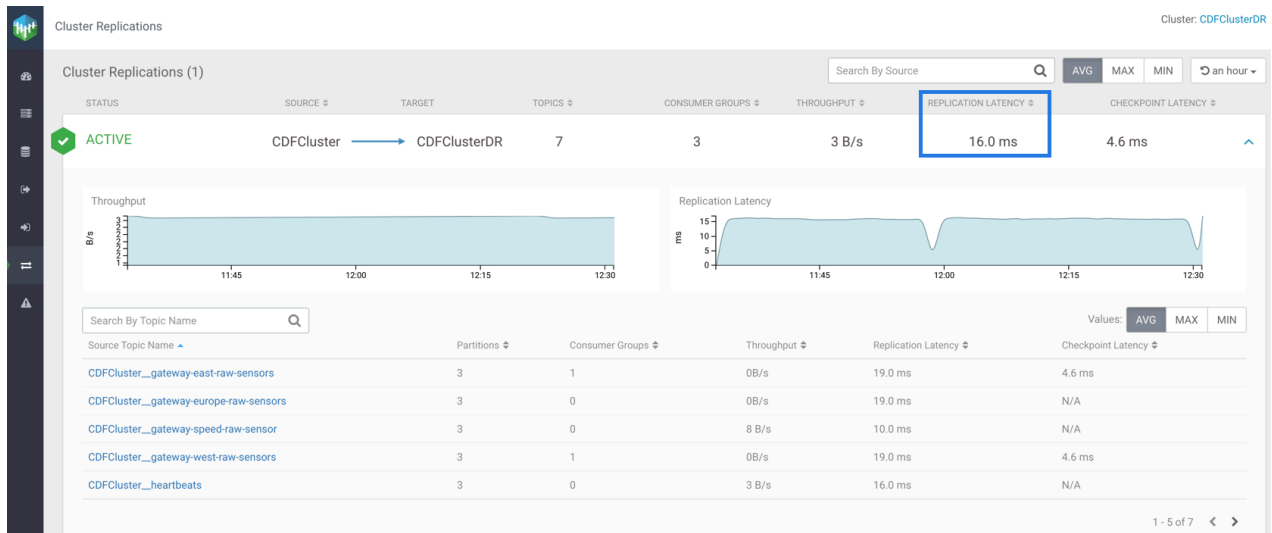 Cluster Replications
Cluster: CDFClusterDR
Cluster Replications (1)
Search By Source
AVG MAX MIN an hour
STATUS SOURCE TARGET TOPICS CONSUMER GROUPS THROUGHPUT REPLICATION LATENCY CHECKPOINT LATENCY
ACTIVE CDFCluster CDFClusterDR 7 3 3 B/s 16.0 ms 4.6 ms
Throughput
B/s
3
2
2
2
2
1
11:45 12:00 12:15 12:30
Replication Latency
ms
15
10
5
0
11:45 12:00 12:15 12:30
Search By Topic Name
Values: AVG MAX MIN
Source Topic Name Partitions Consumer Groups Throughput Replication Latency Checkpoint Latency
CDFCluster__gateway-east-raw-sensors 3 1 0B/s 19.0 ms 4.6 ms
CDFCluster__gateway-europe-raw-sensors 3 0 0B/s 19.0 ms N/A
CDFCluster__gateway-speed-raw-sensor 3 0 8 B/s 10.0 ms N/A
CDFCluster__gateway-west-raw-sensors 3 1 0B/s 19.0 ms 4.6 ms
CDFCluster__heartbeats 3 0 3 B/s 16.0 ms N/A
1 - 5 of 7